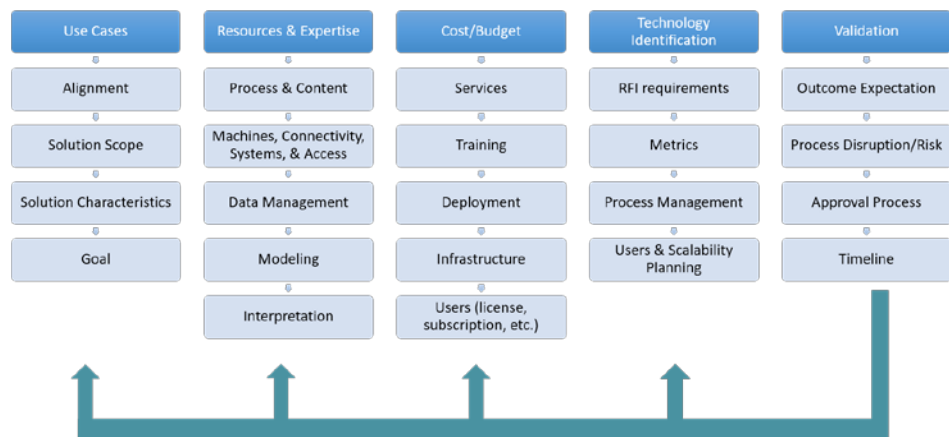 Use Cases
Alignment
Solution Scope
Solution Characteristics
Goal
Resources & Expertise
Process & Content
Machines, Connectivity,
Systems, & Access
Data Management
Modeling
Interpretation
Cost/Budget
Services
Training
Deployment
Infrastructure
Users (license,
subscription, etc.)
Technology
Identification
RFI requirements
Metrics
Process Management
Users & Scalability
Planning
Validation
Outcome Expectation
Process Disruption/Risk
Approval Process
Timeline